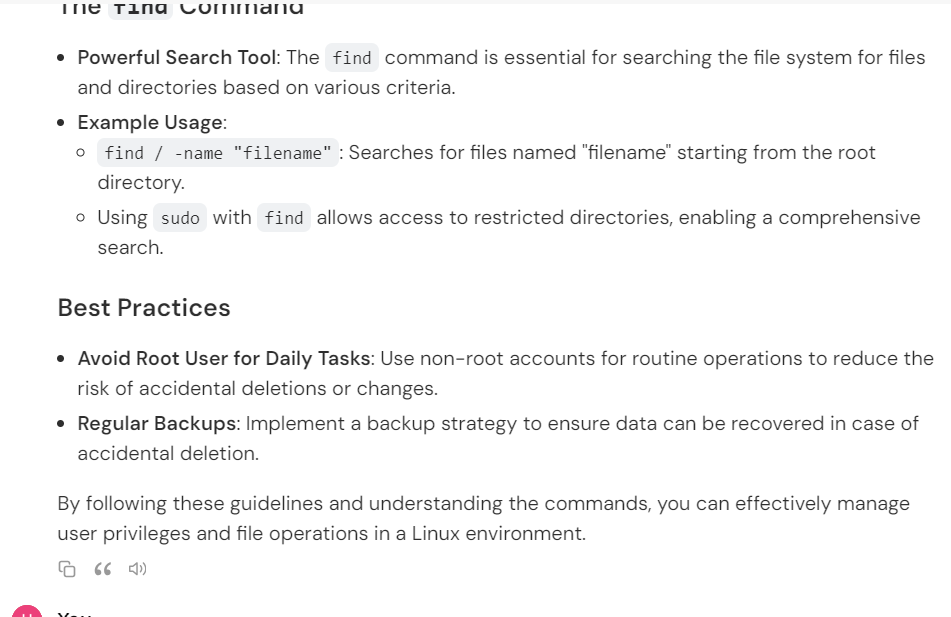 The find Command
Powerful Search Tool: The find command is essential for searching the file system for files
and directories based on various criteria.
Example Usage:
find / -name "filename" : Searches for files named "filename" starting from the root
directory.
Using sudo with find allows access to restricted directories, enabling a comprehensive
search.
Best Practices
Avoid Root User for Daily Tasks: Use non-root accounts for routine operations to reduce the
risk of accidental deletions or changes.
Regular Backups: Implement a backup strategy to ensure data can be recovered in case of
accidental deletion.
By following these guidelines and understanding the commands, you can effectively manage
user privileges and file operations in a Linux environment.
You